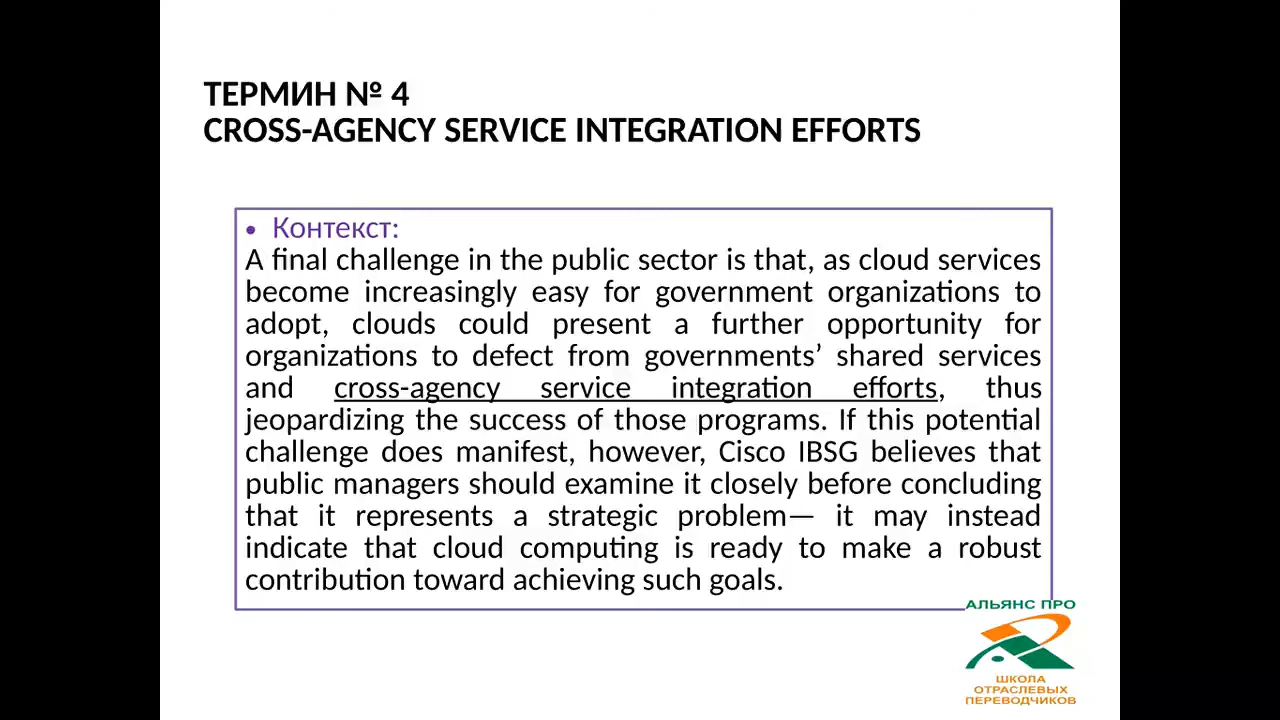 ТЕРМИН № 4
CROSS-AGENCY SERVICE INTEGRATION EFFORTS
• Контекст:
A final challenge in the public sector is that, as cloud services
become increasingly easy for government organizations to
adopt, clouds could present a further opportunity for
organizations to defect from governments’ shared services
and cross-agency service integration efforts, thus
jeopardizing the success of those programs. If this potential
challenge does manifest, however, Cisco IBSG believes that
public managers should examine it closely before concluding
that it represents a strategic problem— it may instead
indicate that cloud computing is ready to make a robust
contribution toward achieving such goals.
АЛЬЯНС ПРО
ШКОЛА
ОТРАСЛЕВЫХ
ПЕРЕВОДЧИКОВ